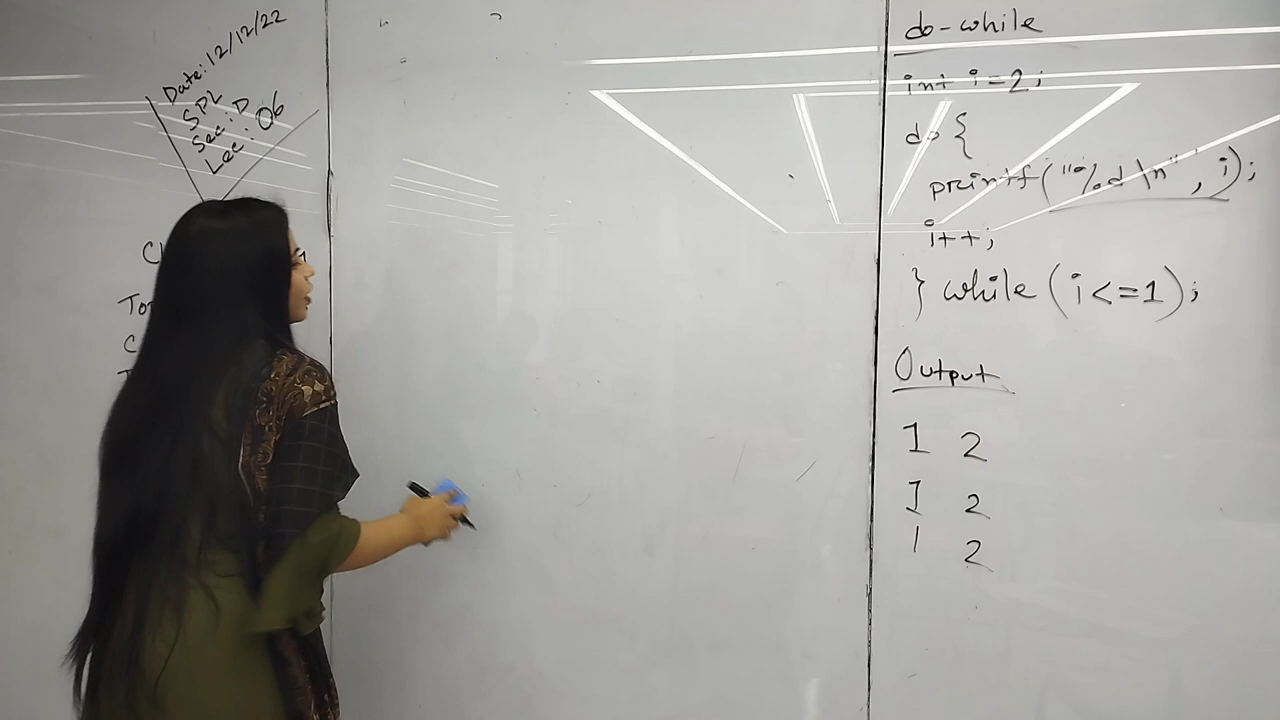 Date: 12/12/22
SPL
Sec: D
Lec: 06
do-while
int i=2;
do {
printf("%d \n", i);
i++;
} while (i<=1);
Output
1 2
1 2
1 2